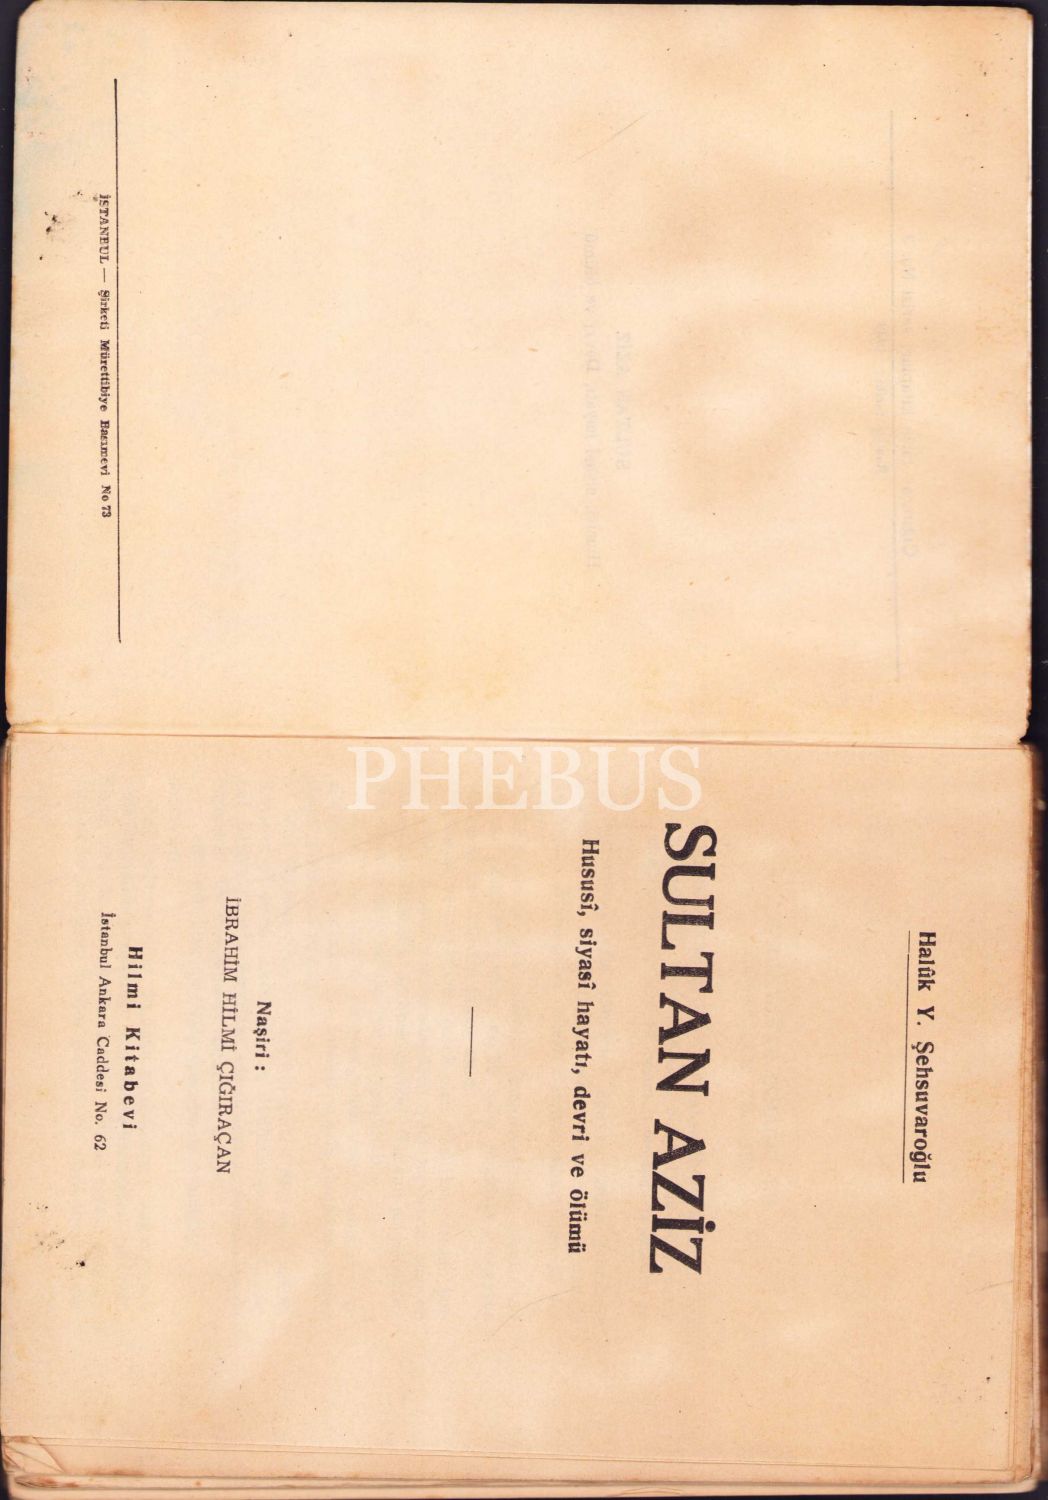 İSTANBUL — Şirketi Mürettibiye Basımevi No 73
Halûk Y. Şehsuvaroğlu
SULTAN AZİZ
Hususî, siyasî hayatı, devri ve ölümü
Naşiri :
İBRAHİM HİLMİ ÇIĞIRAÇAN
Hilmi Kitabevi
İstanbul Ankara Caddesi No. 62
PHEBUS